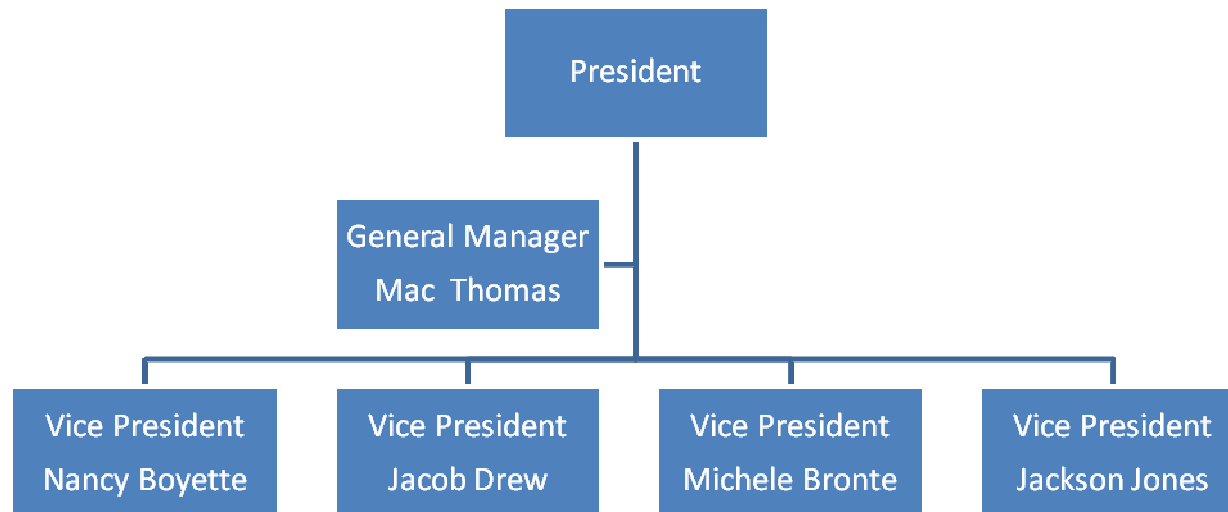 President
General Manager
Mac Thomas
Vice President
Nancy Boyette
Vice President
Jacob Drew
Vice President
Michele Bronte
Vice President
Jackson Jones